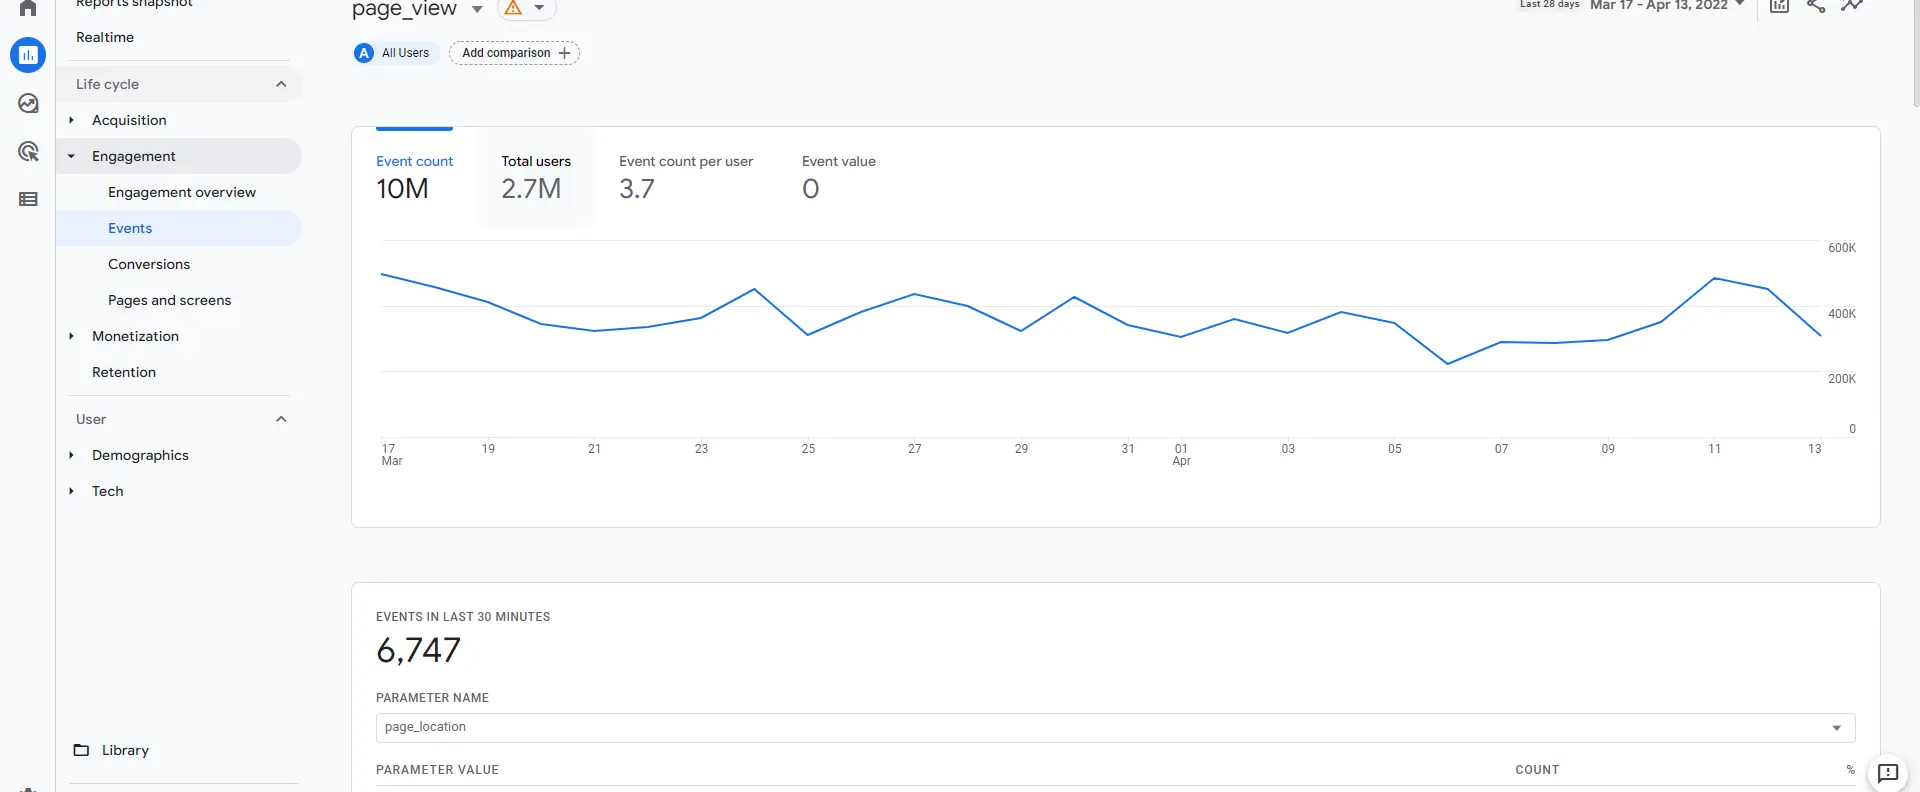 Reports snapshot
Realtime
Life cycle
Acquisition
Engagement
Engagement overview
Events
Conversions
Pages and screens
Monetization
Retention
User
Demographics
Tech
Library
page_view
Last 28 days Mar 17 - Apr 13, 2022
A All Users Add comparison
Event count Total users Event count per user Event value
10M 2.7M 3.7 0
600K
400K
200K
0
17 19 21 23 25 27 29 31 01 03 05 07 09 11 13
Mar Apr
EVENTS IN LAST 30 MINUTES
6,747
PARAMETER NAME
page_location
PARAMETER VALUE COUNT %